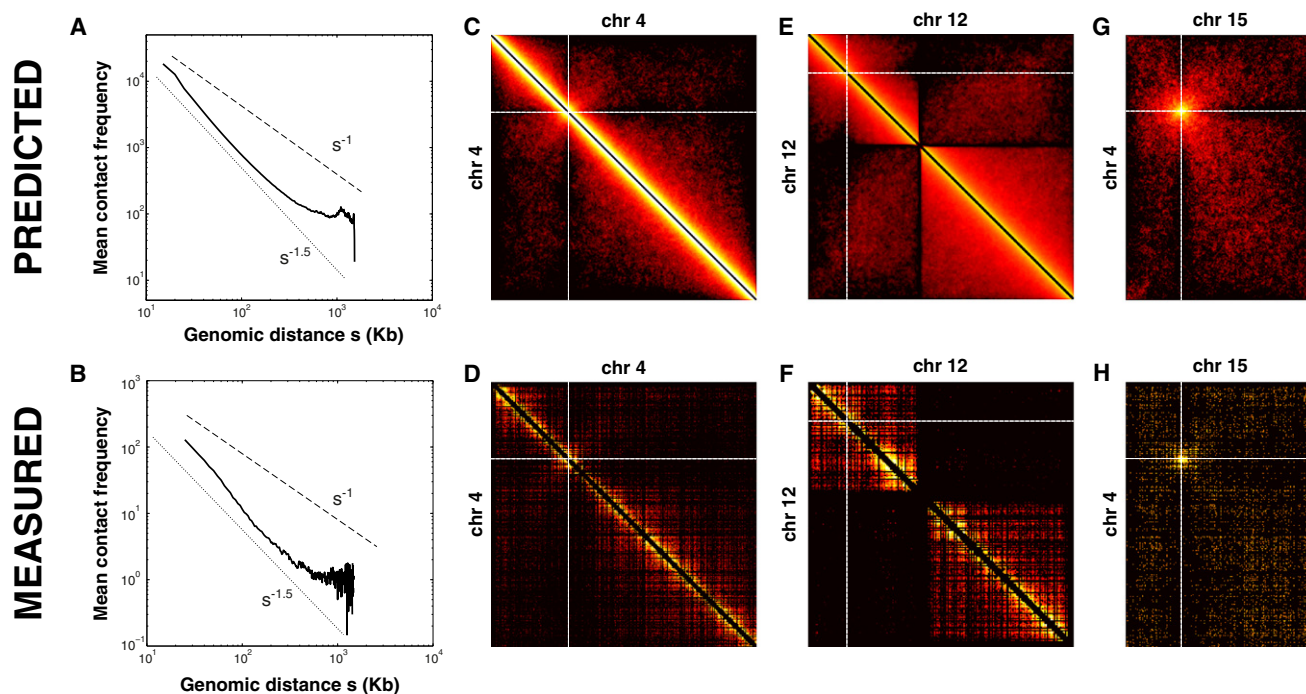 PREDICTED
A
Mean contact frequency
10^4
10^3
10^2
10^1
s^-1
s^-1.5
10^1
10^2
10^3
10^4
Genomic distance s (Kb)
C
chr 4
chr 4
E
chr 12
chr 12
G
chr 15
chr 4
MEASURED
B
Mean contact frequency
10^3
10^2
10^1
10^0
10^-1
s^-1
s^-1.5
10^1
10^2
10^3
10^4
Genomic distance s (Kb)
D
chr 4
chr 4
F
chr 12
chr 12
H
chr 15
chr 4